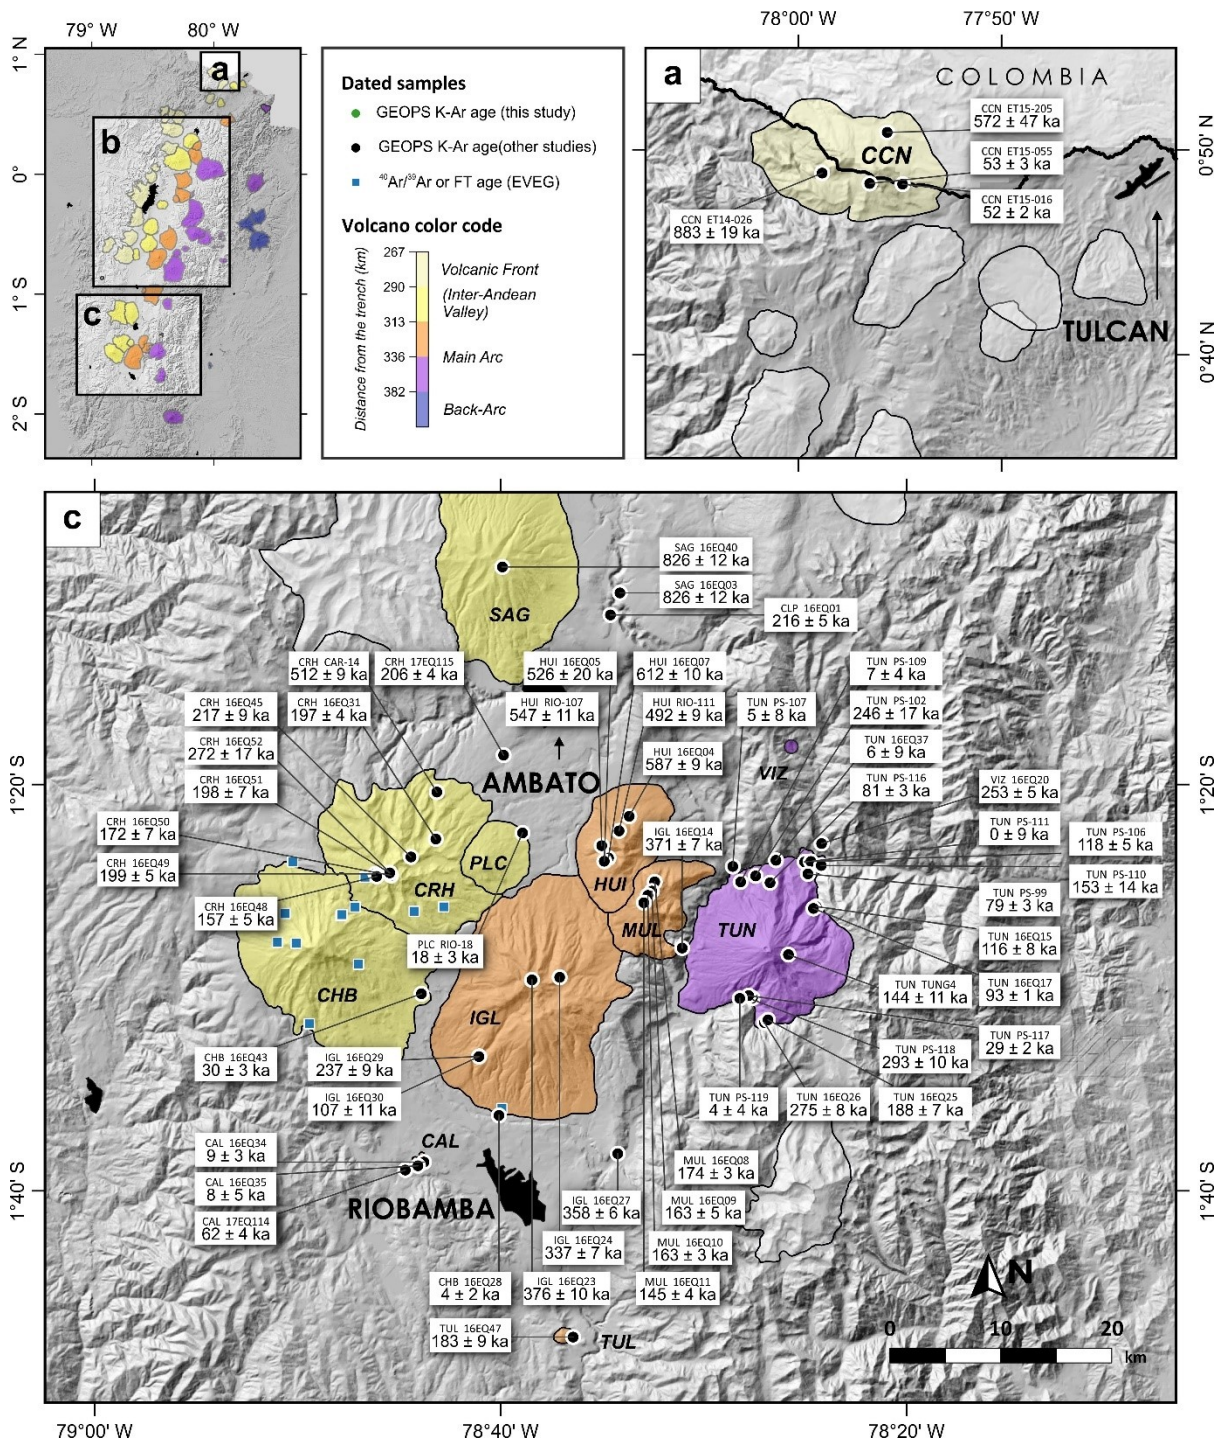 79° W
80° W
1° N
0°
1° S
2° S
a
b
c
Dated samples
GEOPS K-Ar age (this study)
GEOPS K-Ar age(other studies)
⁴⁰Ar/³⁹Ar or FT age (EVEG)
Volcano color code
Distance from the trench (km)
267
290
313
336
382
Volcanic Front
(Inter-Andean
Valley)
Main Arc
Back-Arc
78°00' W
77°50' W
a
COLOMBIA
CCN ET15-205
572 ± 47 ka
CCN
CCN ET15-055
53 ± 3 ka
CCN ET15-016
52 ± 2 ka
CCN ET14-026
883 ± 19 ka
TULCAN
0°50' N
0°40' N
c
SAG 16EQ40
826 ± 12 ka
SAG 16EQ03
826 ± 12 ka
CLP 16EQ01
216 ± 5 ka
SAG
CRH CAR-14
512 ± 9 ka
CRH 17EQ115
206 ± 4 ka
HUI 16EQ05
526 ± 20 ka
HUI 16EQ07
612 ± 10 ka
TUN PS-109
7 ± 4 ka
CRH 16EQ45
217 ± 9 ka
CRH 16EQ31
197 ± 4 ka
HUI RIO-107
547 ± 11 ka
HUI RIO-111
492 ± 9 ka
TUN PS-107
5 ± 8 ka
TUN PS-102
246 ± 17 ka
CRH 16EQ52
272 ± 17 ka
HUI 16EQ04
587 ± 9 ka
TUN 16EQ37
6 ± 9 ka
CRH 16EQ51
198 ± 7 ka
AMBATO
VIZ
TUN PS-116
81 ± 3 ka
VIZ 16EQ20
253 ± 5 ka
CRH 16EQ50
172 ± 7 ka
IGL 16EQ14
371 ± 7 ka
TUN PS-111
0 ± 9 ka
TUN PS-106
118 ± 5 ka
CRH 16EQ49
199 ± 5 ka
PLC
CRH
HUI
TUN PS-110
153 ± 14 ka
TUN PS-99
79 ± 3 ka
CRH 16EQ48
157 ± 5 ka
MUL
TUN
TUN 16EQ15
116 ± 8 ka
PLC RIO-18
18 ± 3 ka
CHB
IGL
TUN TUNG4
144 ± 11 ka
TUN 16EQ17
93 ± 1 ka
TUN PS-117
29 ± 2 ka
CHB 16EQ43
30 ± 3 ka
IGL 16EQ29
237 ± 9 ka
TUN PS-118
293 ± 10 ka
IGL 16EQ30
107 ± 11 ka
TUN PS-119
4 ± 4 ka
TUN 16EQ26
275 ± 8 ka
TUN 16EQ25
188 ± 7 ka
CAL 16EQ34
9 ± 3 ka
CAL
MUL 16EQ08
174 ± 3 ka
CAL 16EQ35
8 ± 5 ka
RIOBAMBA
IGL 16EQ27
358 ± 6 ka
MUL 16EQ09
163 ± 5 ka
CAL 17EQ114
62 ± 4 ka
IGL 16EQ24
337 ± 7 ka
MUL 16EQ10
163 ± 3 ka
CHB 16EQ28
4 ± 2 ka
IGL 16EQ23
376 ± 10 ka
MUL 16EQ11
145 ± 4 ka
TUL 16EQ47
183 ± 9 ka
TUL
N
0
10
20
km
1°20' S
1°40' S
1°20' S
1°40' S
79°00' W
78°40' W
78°20' W